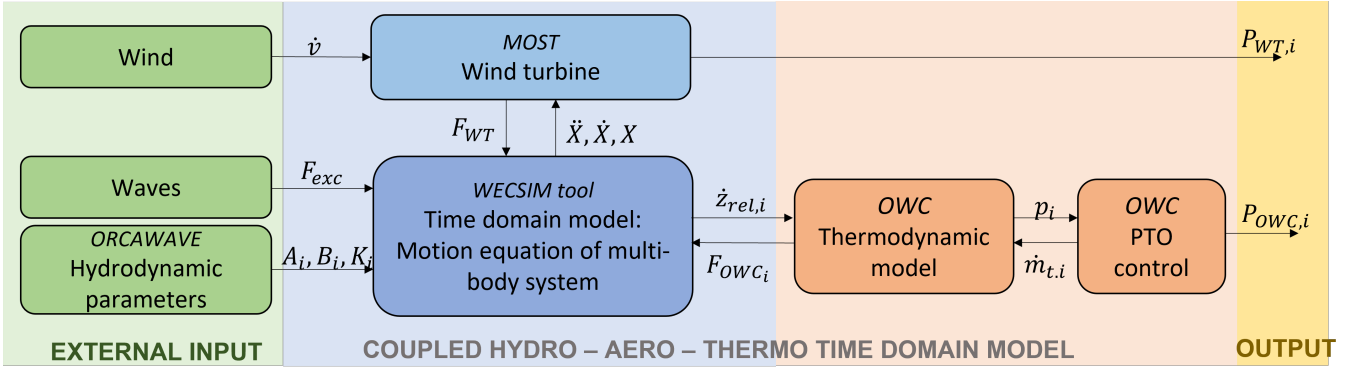 Wind
v̇
MOST
Wind turbine
P_WT,i
F_WT
Ẍ, Ẋ, X
Waves
F_exc
ORCAWAVE
Hydrodynamic
parameters
A_i, B_i, K_i
WECSIM tool
Time domain model:
Motion equation of multi-
body system
ż_rel,i
F_OWC_i
OWC
Thermodynamic
model
p_i
ṁ_t.i
OWC
PTO
control
P_OWC,i
EXTERNAL INPUT
COUPLED HYDRO – AERO – THERMO TIME DOMAIN MODEL
OUTPUT